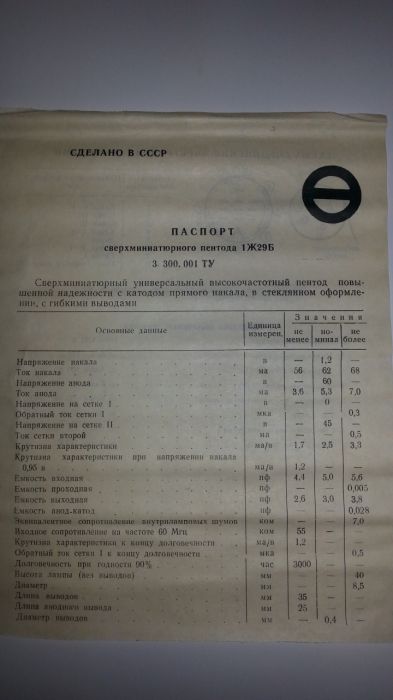 СДЕЛАНО В СССР
ПАСПОРТ
сверхминиатюрного пентода 1Ж29Б
3 300.001 ТУ
Сверхминиатюрный универсальный высокочастотный пентод повы-
шенной надежности с катодом прямого накала, в стеклянном оформле-
нии, с гибкими выводами
Основные данные Единица измерен. Значения
не менее но- минал не более
Напряжение накала в — 1,2 —
Ток накала ма 56 62 68
Напряжение анода в — 60 —
Ток анода ма 3,6 5,3 7,0
Напряжение на сетке I в — 0 —
Обратный ток сетки I мка — — 0,3
Напряжение на сетке II в — 45 —
Ток сетки второй ма — — 0,5
Крутизна характеристики ма/в 1,7 2,5 3,3
Крутизна характеристики при напряжении накала
0,95 в ма/в 1,2 — —
Емкость входная пф 4,4 5,0 5,6
Емкость проходная пф — — 0,005
Емкость выходная пф 2,6 3,0 3,8
Емкость анод-катод пф — — 0,028
Эквивалентное сопротивление внутриламповых шумов ком — — 7,0
Входное сопротивление на частоте 60 Мгц ком 55 — —
Крутизна характеристики к концу долговечности ма/в 1,2 — —
Обратный ток сетки 1 к концу долговечности мка — — 0,5
Долговечность при годности 90% час 3000 — —
Высота лампы (без выводов) мм — — 40
Диаметр мм — — 8,5
Длина выводов мм 35 — —
Длина анодного вывода мм 25 — —
Диаметр выводов мм — 0,4 —